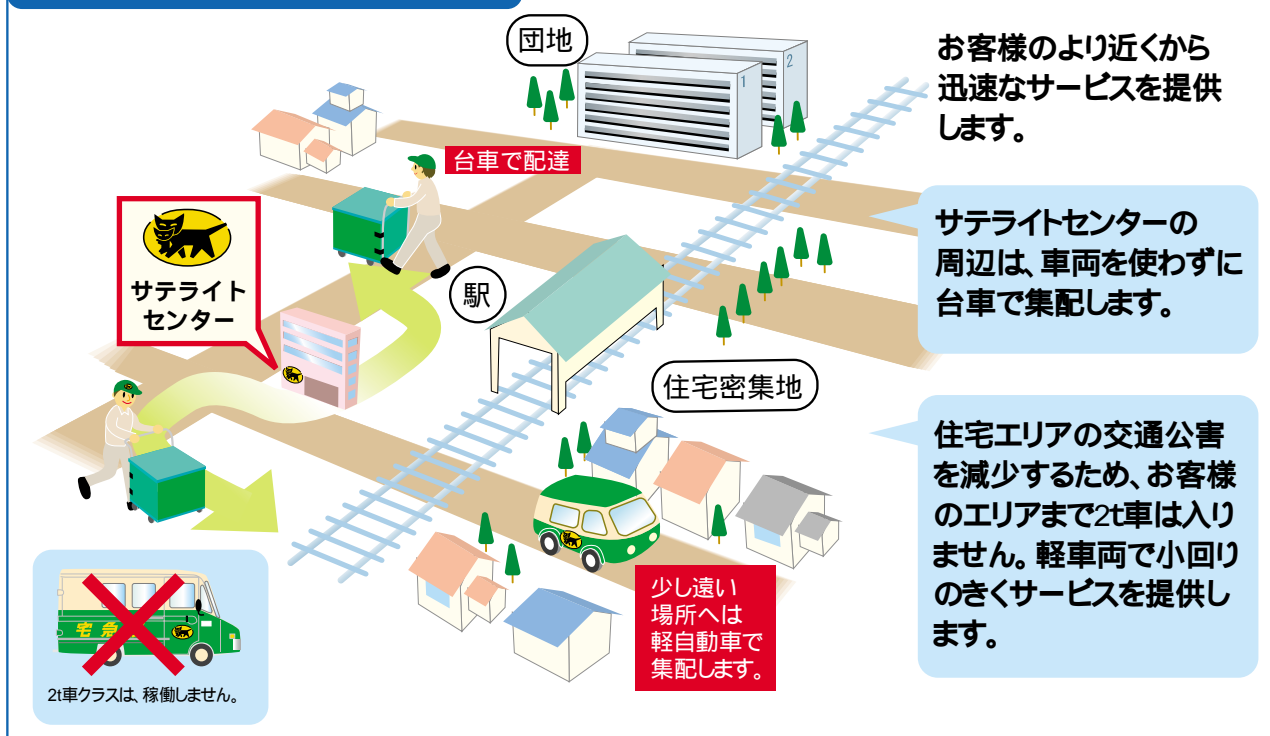 団地
1
2
お客様のより近くから
迅速なサービスを提供
します。
台車で配達
サテライト
センター
駅
サテライトセンターの
周辺は、車両を使わずに
台車で集配します。
住宅密集地
住宅エリアの交通公害
を減少するため、お客様
のエリアまで2t車は入り
ません。軽車両で小回り
のきくサービスを提供し
ます。
少し遠い
場所へは
軽自動車で
集配します。
宅急
2t車クラスは、稼働しません。